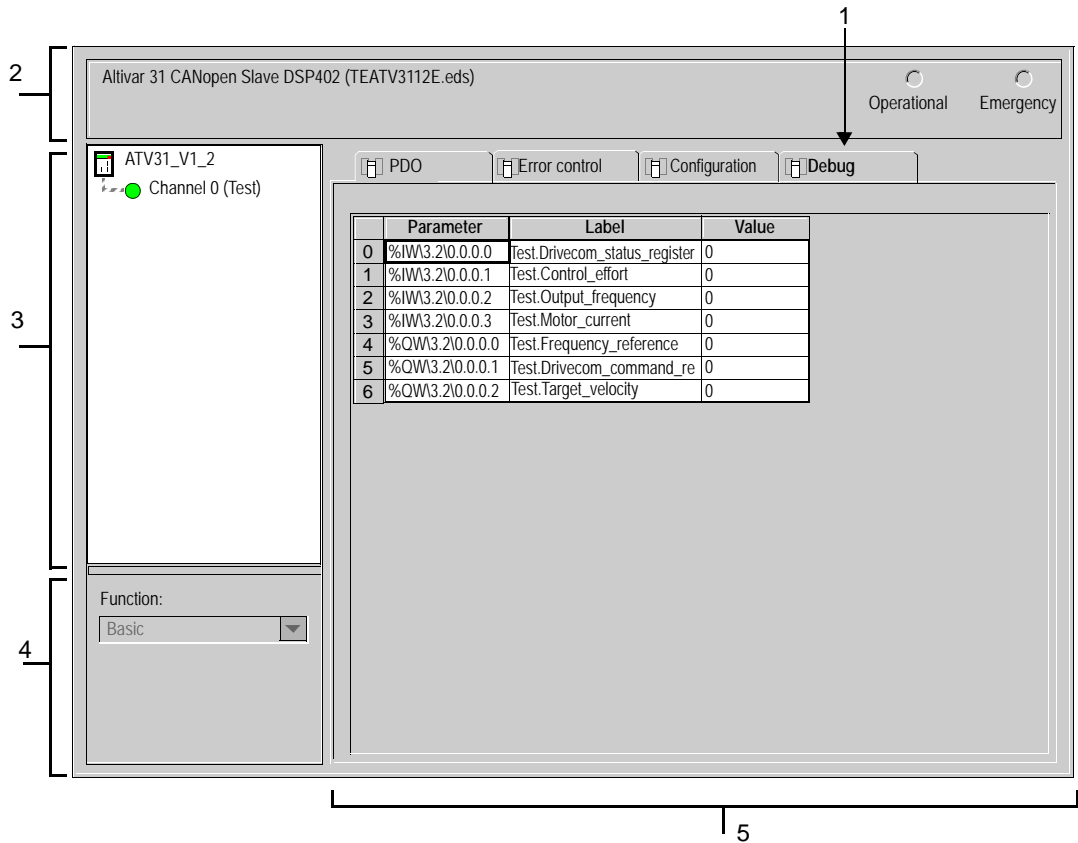 1
2
Altivar 31 CANopen Slave DSP402 (TEATV3112E.eds)
Operational Emergency
3
ATV31_V1_2
Channel 0 (Test)
PDO Error control Configuration Debug
Parameter Label Value
0 %IW\3.2\0.0.0.0 Test.Drivecom_status_register 0
1 %IW\3.2\0.0.0.1 Test.Control_effort 0
2 %IW\3.2\0.0.0.2 Test.Output_frequency 0
3 %IW\3.2\0.0.0.3 Test.Motor_current 0
4 %QW\3.2\0.0.0.0 Test.Frequency_reference 0
5 %QW\3.2\0.0.0.1 Test.Drivecom_command_re 0
6 %QW\3.2\0.0.0.2 Test.Target_velocity 0
4
Function:
Basic
5